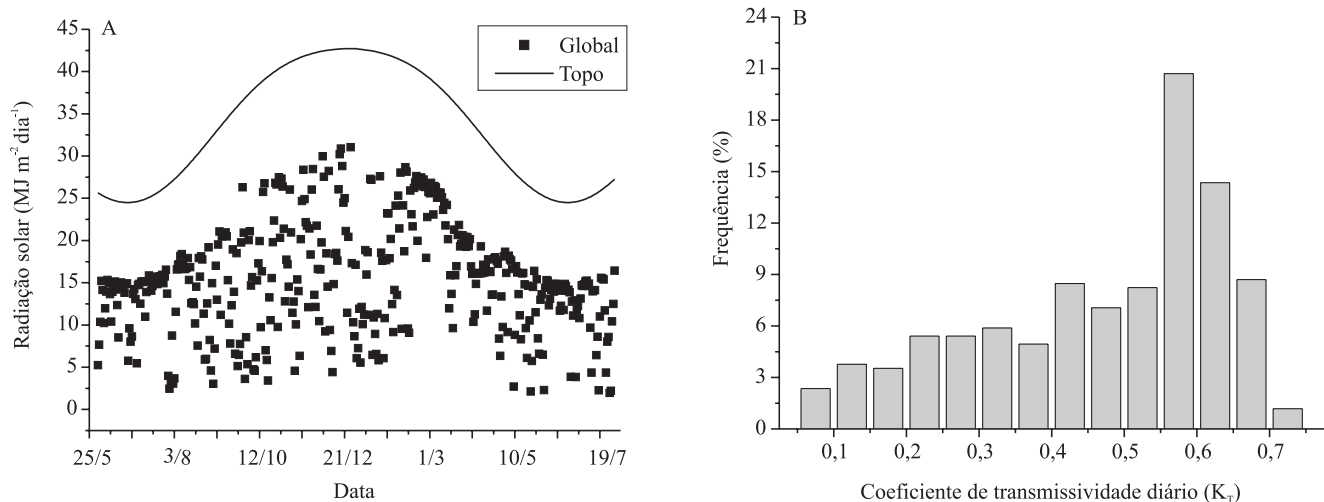 A
Global
Topo
Radiação solar (MJ m⁻² dia⁻¹)
45
40
35
30
25
20
15
10
5
0
25/5 3/8 12/10 21/12 1/3 10/5 19/7
Data
B
Frequência (%)
24
21
18
15
12
9
6
3
0
0,1 0,2 0,3 0,4 0,5 0,6 0,7
Coeficiente de transmissividade diário (K_T)